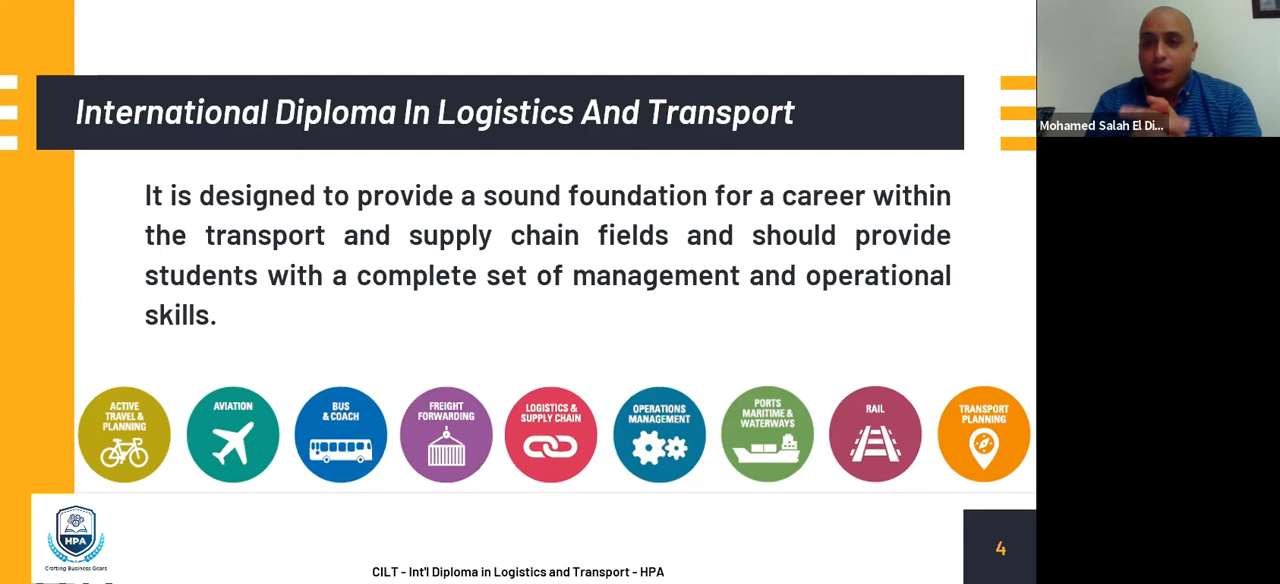 International Diploma In Logistics And Transport
Mohamed Salah El Di...
It is designed to provide a sound foundation for a career within
the transport and supply chain fields and should provide
students with a complete set of management and operational
skills.
ACTIVE
TRAVEL &
PLANNING
AVIATION
BUS
& COACH
FREIGHT
FORWARDING
LOGISTICS &
SUPPLY CHAIN
OPERATIONS
MANAGEMENT
PORTS
MARITIME &
WATERWAYS
RAIL
TRANSPORT
PLANNING
HPA
Crafting Business Gears
CILT - Int'l Diploma in Logistics and Transport - HPA
4